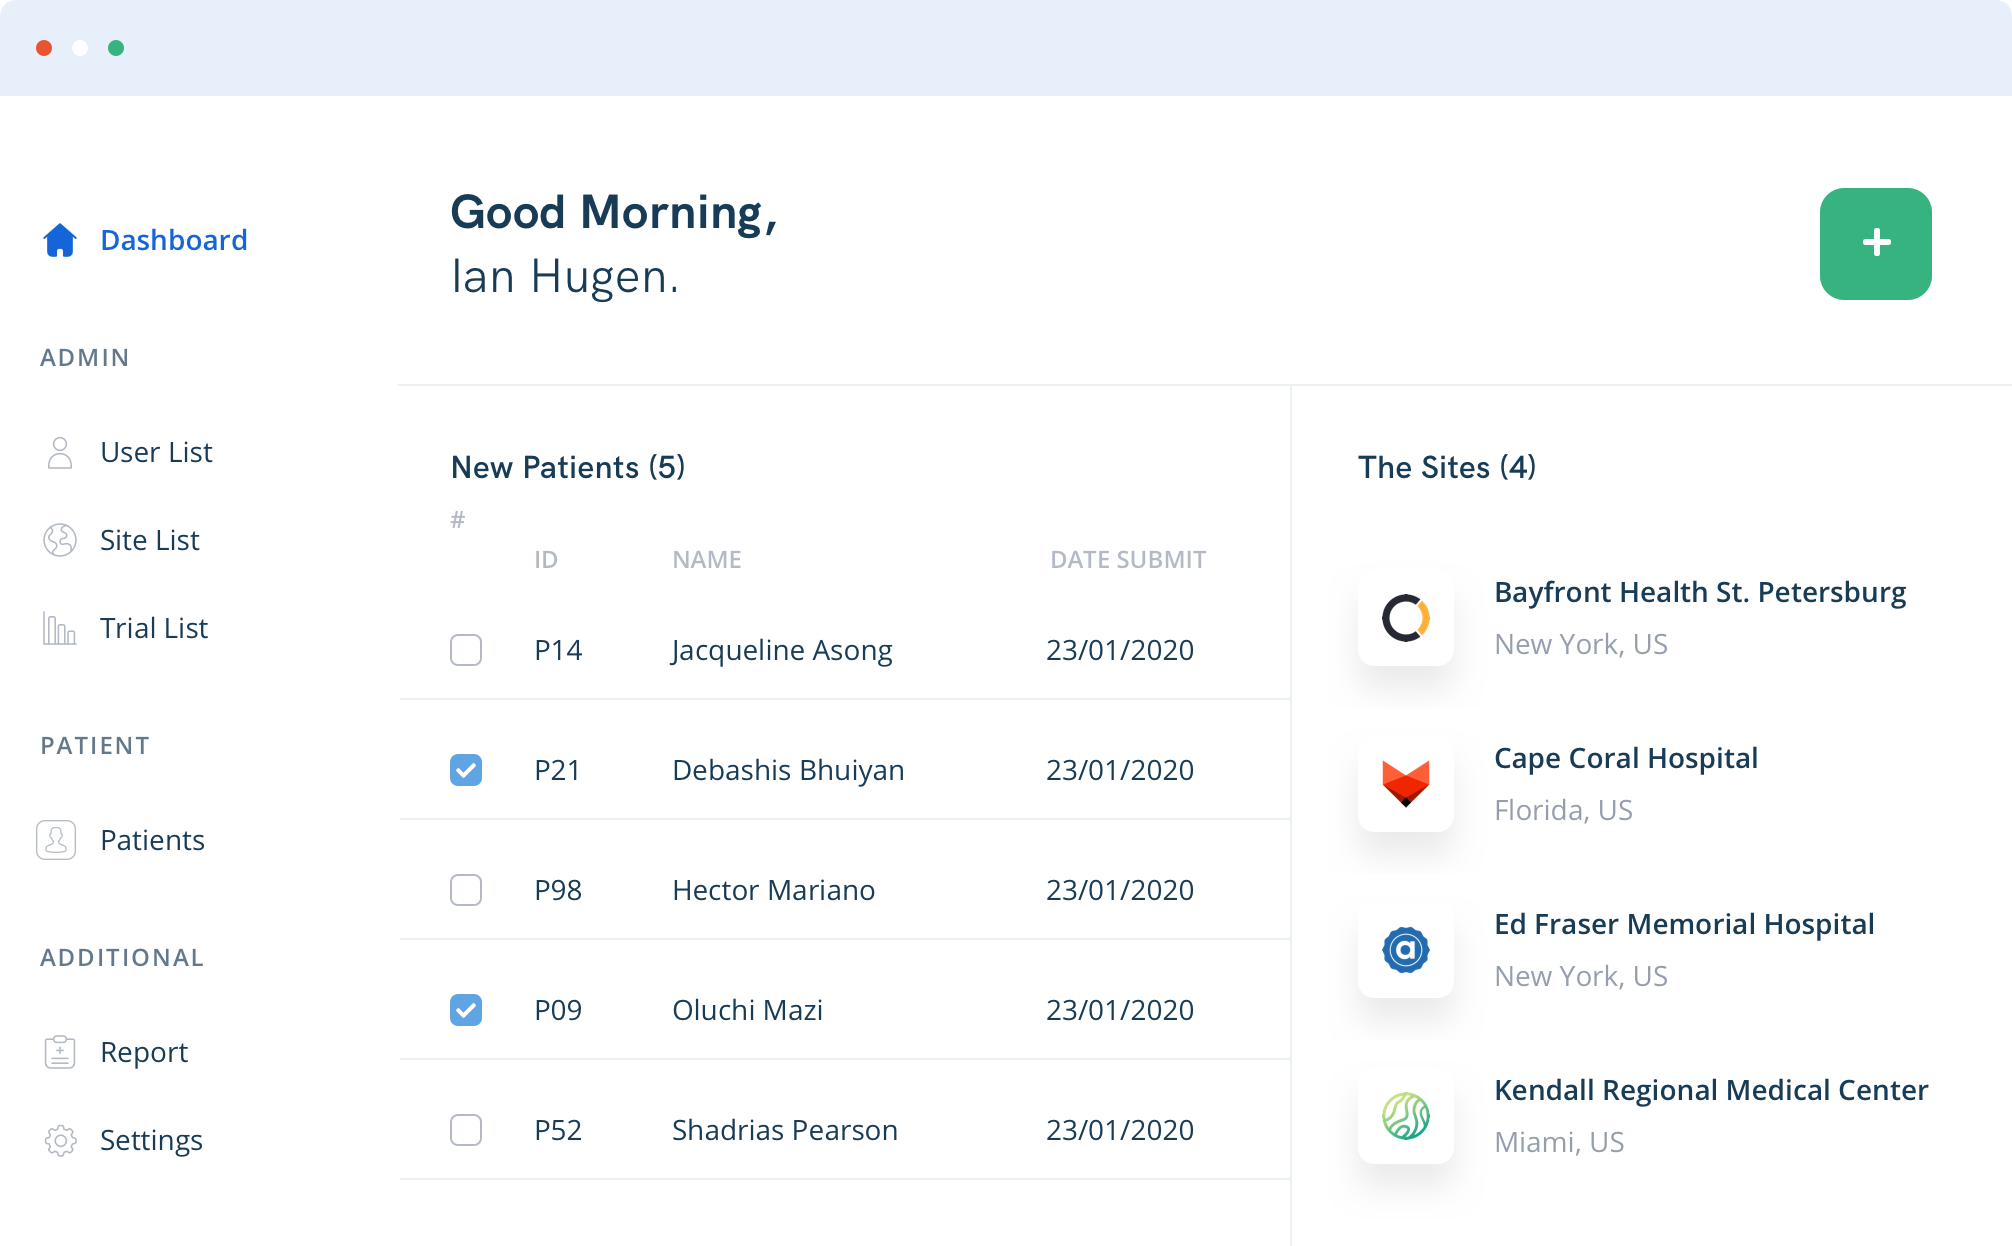 Dashboard
ADMIN
User List
Site List
Trial List
PATIENT
Patients
ADDITIONAL
Report
Settings
Good Morning,
Ian Hugen.
+
New Patients (5)
#
ID NAME DATE SUBMIT
P14 Jacqueline Asong 23/01/2020
P21 Debashis Bhuiyan 23/01/2020
P98 Hector Mariano 23/01/2020
P09 Oluchi Mazi 23/01/2020
P52 Shadrias Pearson 23/01/2020
The Sites (4)
Bayfront Health St. Petersburg
New York, US
Cape Coral Hospital
Florida, US
a
Ed Fraser Memorial Hospital
New York, US
Kendall Regional Medical Center
Miami, US